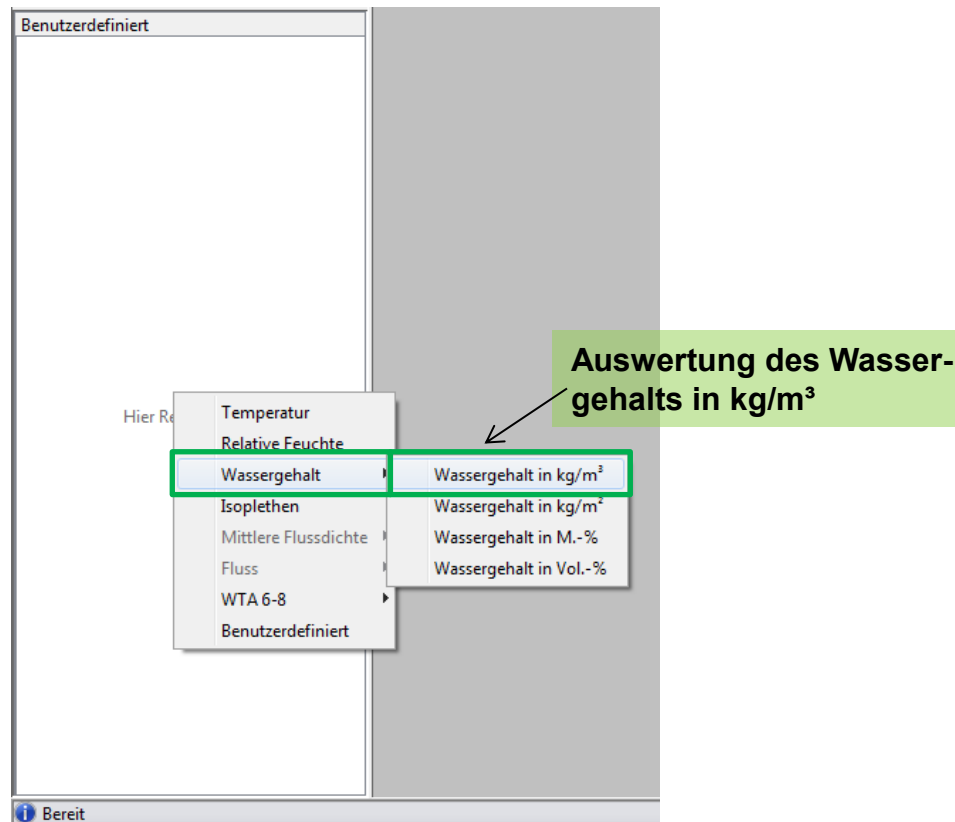 Benutzerdefiniert
Auswertung des Wasser-
gehalts in kg/m³
Hier Re
Temperatur
Relative Feuchte
Wassergehalt
Isoplethen
Mittlere Flussdichte
Fluss
WTA 6-8
Benutzerdefiniert
Wassergehalt in kg/m³
Wassergehalt in kg/m²
Wassergehalt in M.-%
Wassergehalt in Vol.-%
Bereit